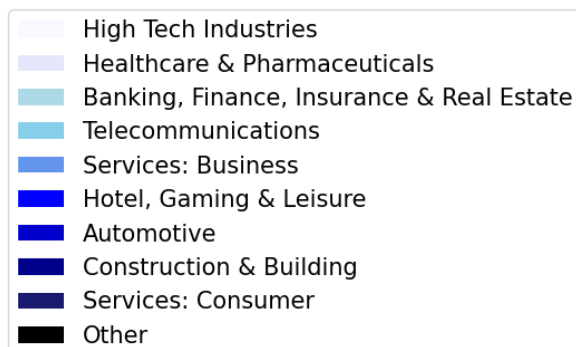 High Tech Industries
Healthcare & Pharmaceuticals
Banking, Finance, Insurance & Real Estate
Telecommunications
Services: Business
Hotel, Gaming & Leisure
Automotive
Construction & Building
Services: Consumer
Other